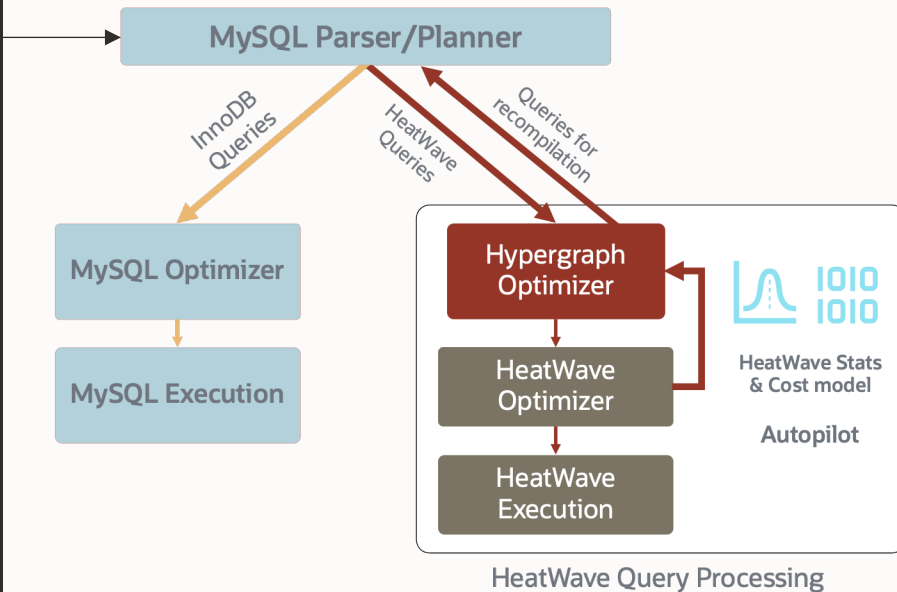 MySQL Parser/Planner
InnoDB
Queries
HeatWave
Queries
Queries for
recompilation
MySQL Optimizer
MySQL Execution
Hypergraph
Optimizer
HeatWave
Optimizer
HeatWave
Execution
1010
1010
HeatWave Stats
& Cost model
Autopilot
HeatWave Query Processing